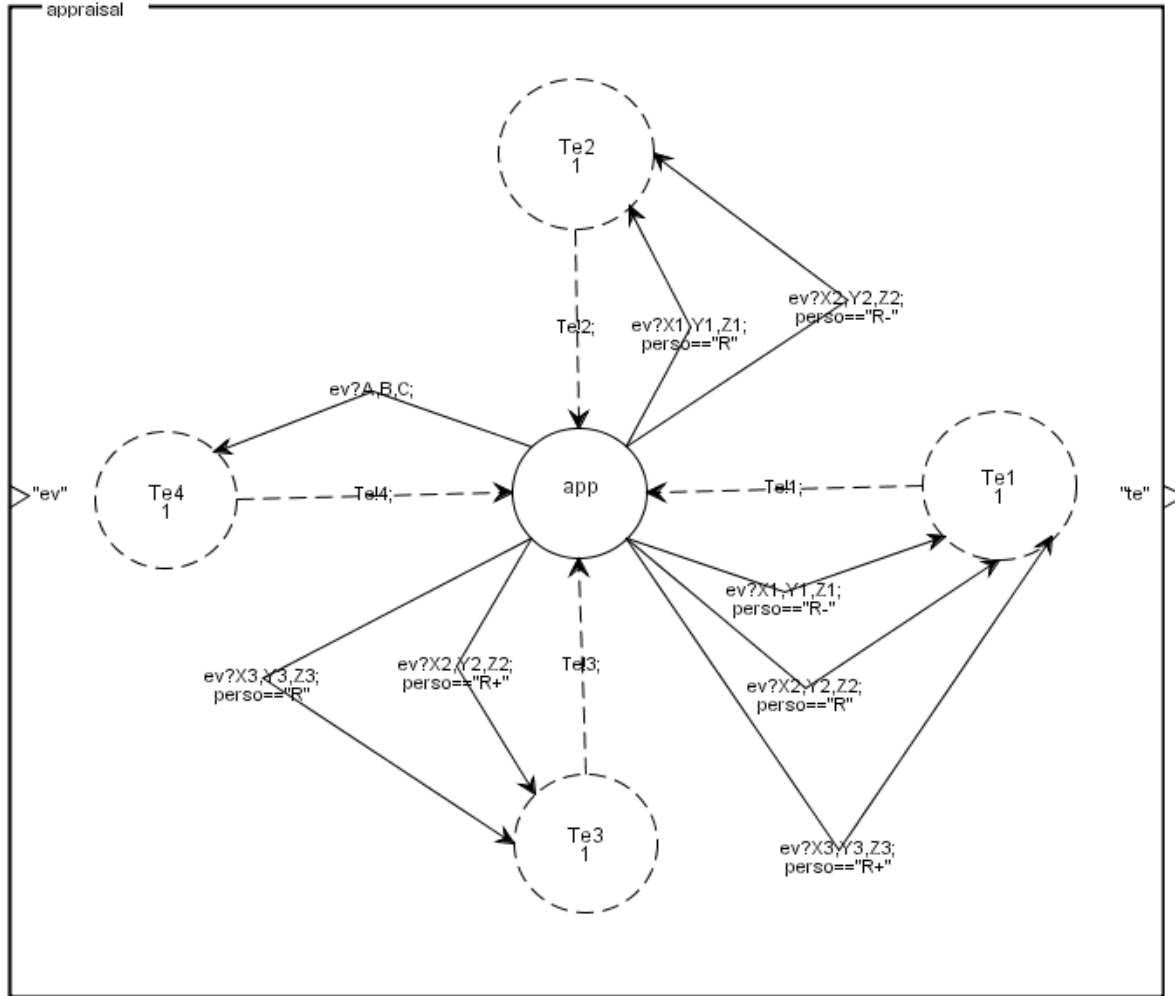 appraisal
Te2
1
Te!2;
ev?X1,Y1,Z1;
perso=="R"
ev?X2,Y2,Z2;
perso=="R-"
ev?A,B,C;
"ev"
Te4
1
Te!4;
app
Te!1;
Te1
1
"te"
ev?X1,Y1,Z1;
perso=="R-"
ev?X3,Y3,Z3;
perso=="R"
ev?X2,Y2,Z2;
perso=="R+"
Te!3;
ev?X2,Y2,Z2;
perso=="R"
Te3
1
ev?X3,Y3,Z3;
perso=="R+"